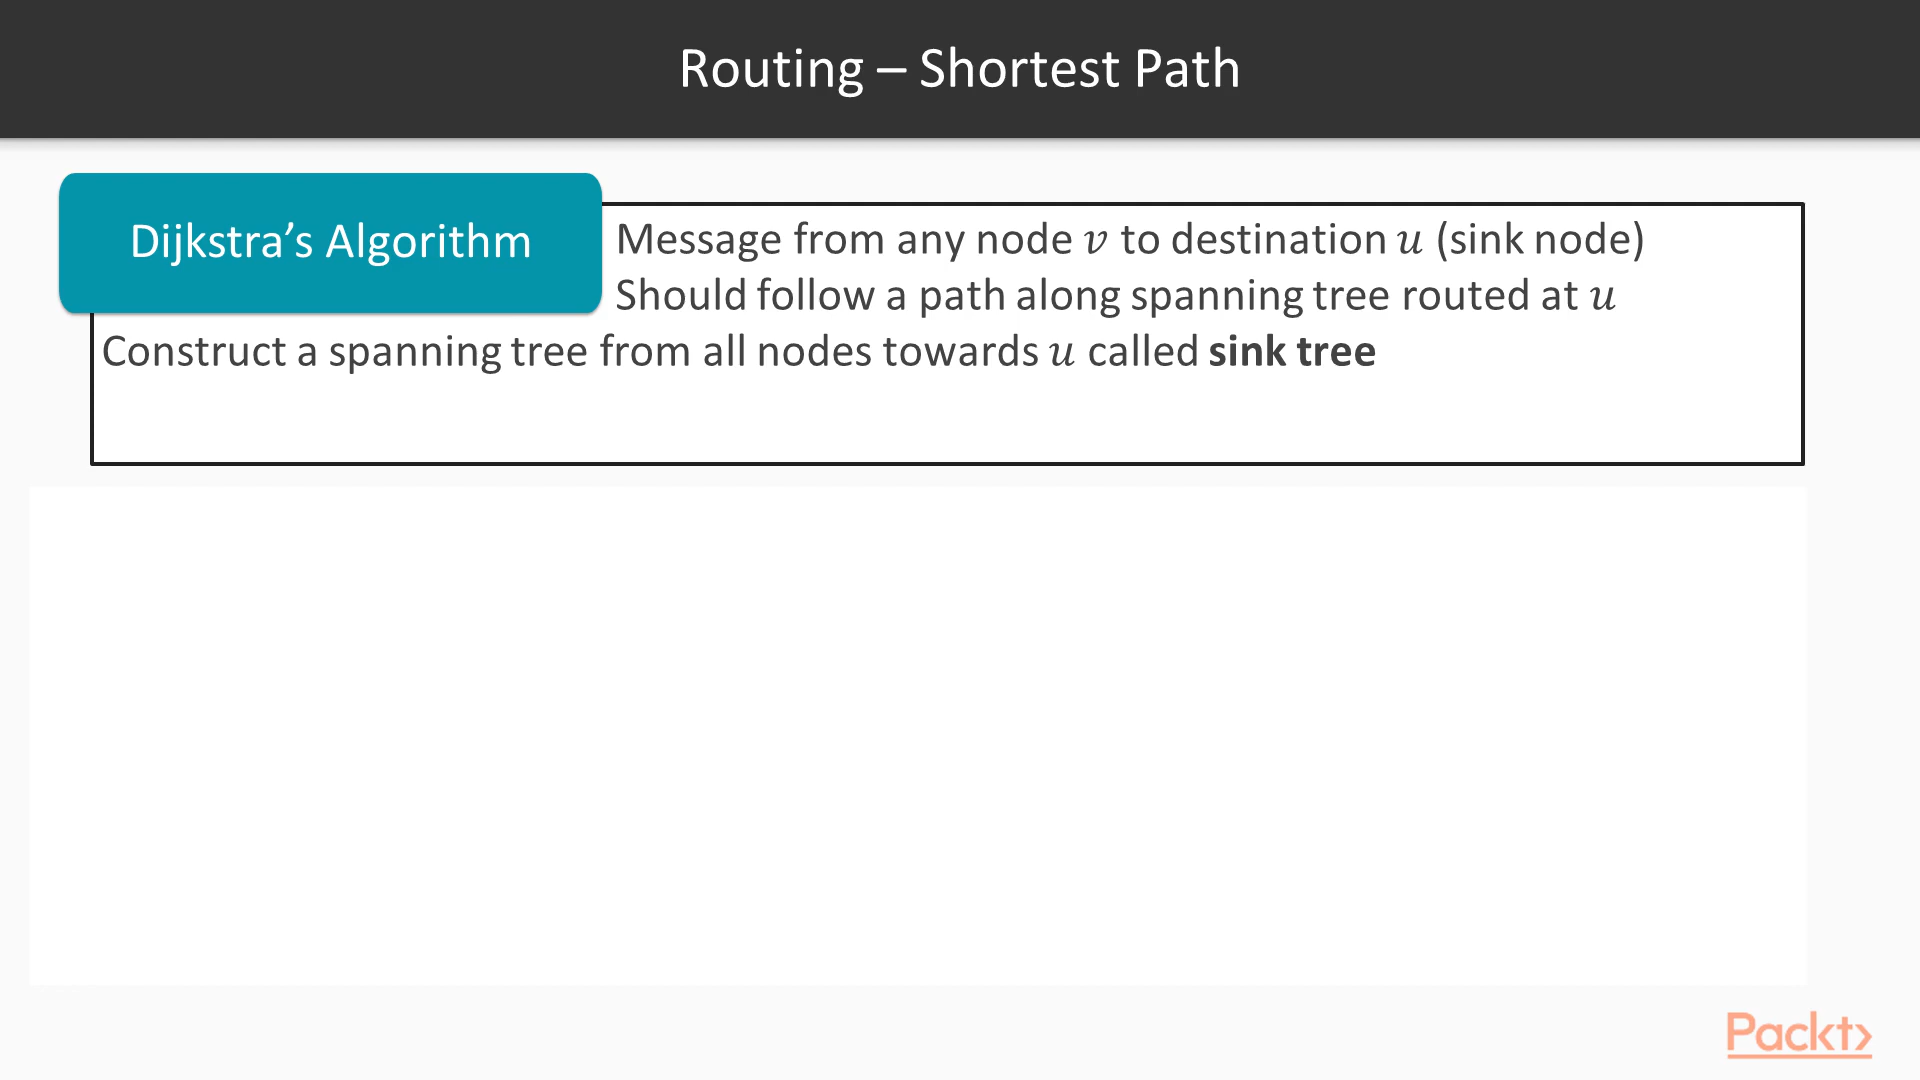 Routing – Shortest Path
Dijkstra’s Algorithm
Message from any node 𝑣 to destination 𝑢 (sink node)
Should follow a path along spanning tree routed at 𝑢
Construct a spanning tree from all nodes towards 𝑢 called sink tree
Packt>